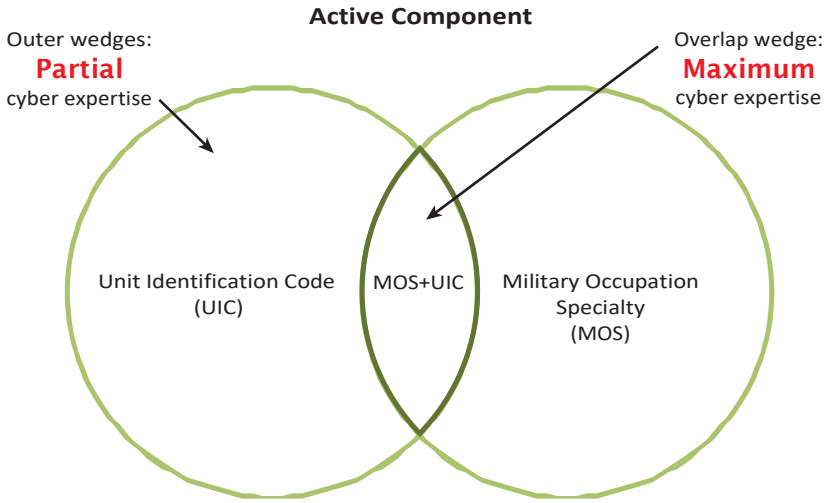 Active Component
Outer wedges:
Partial
cyber expertise
Overlap wedge:
Maximum
cyber expertise
Unit Identification Code
(UIC)
MOS+UIC
Military Occupation
Specialty
(MOS)